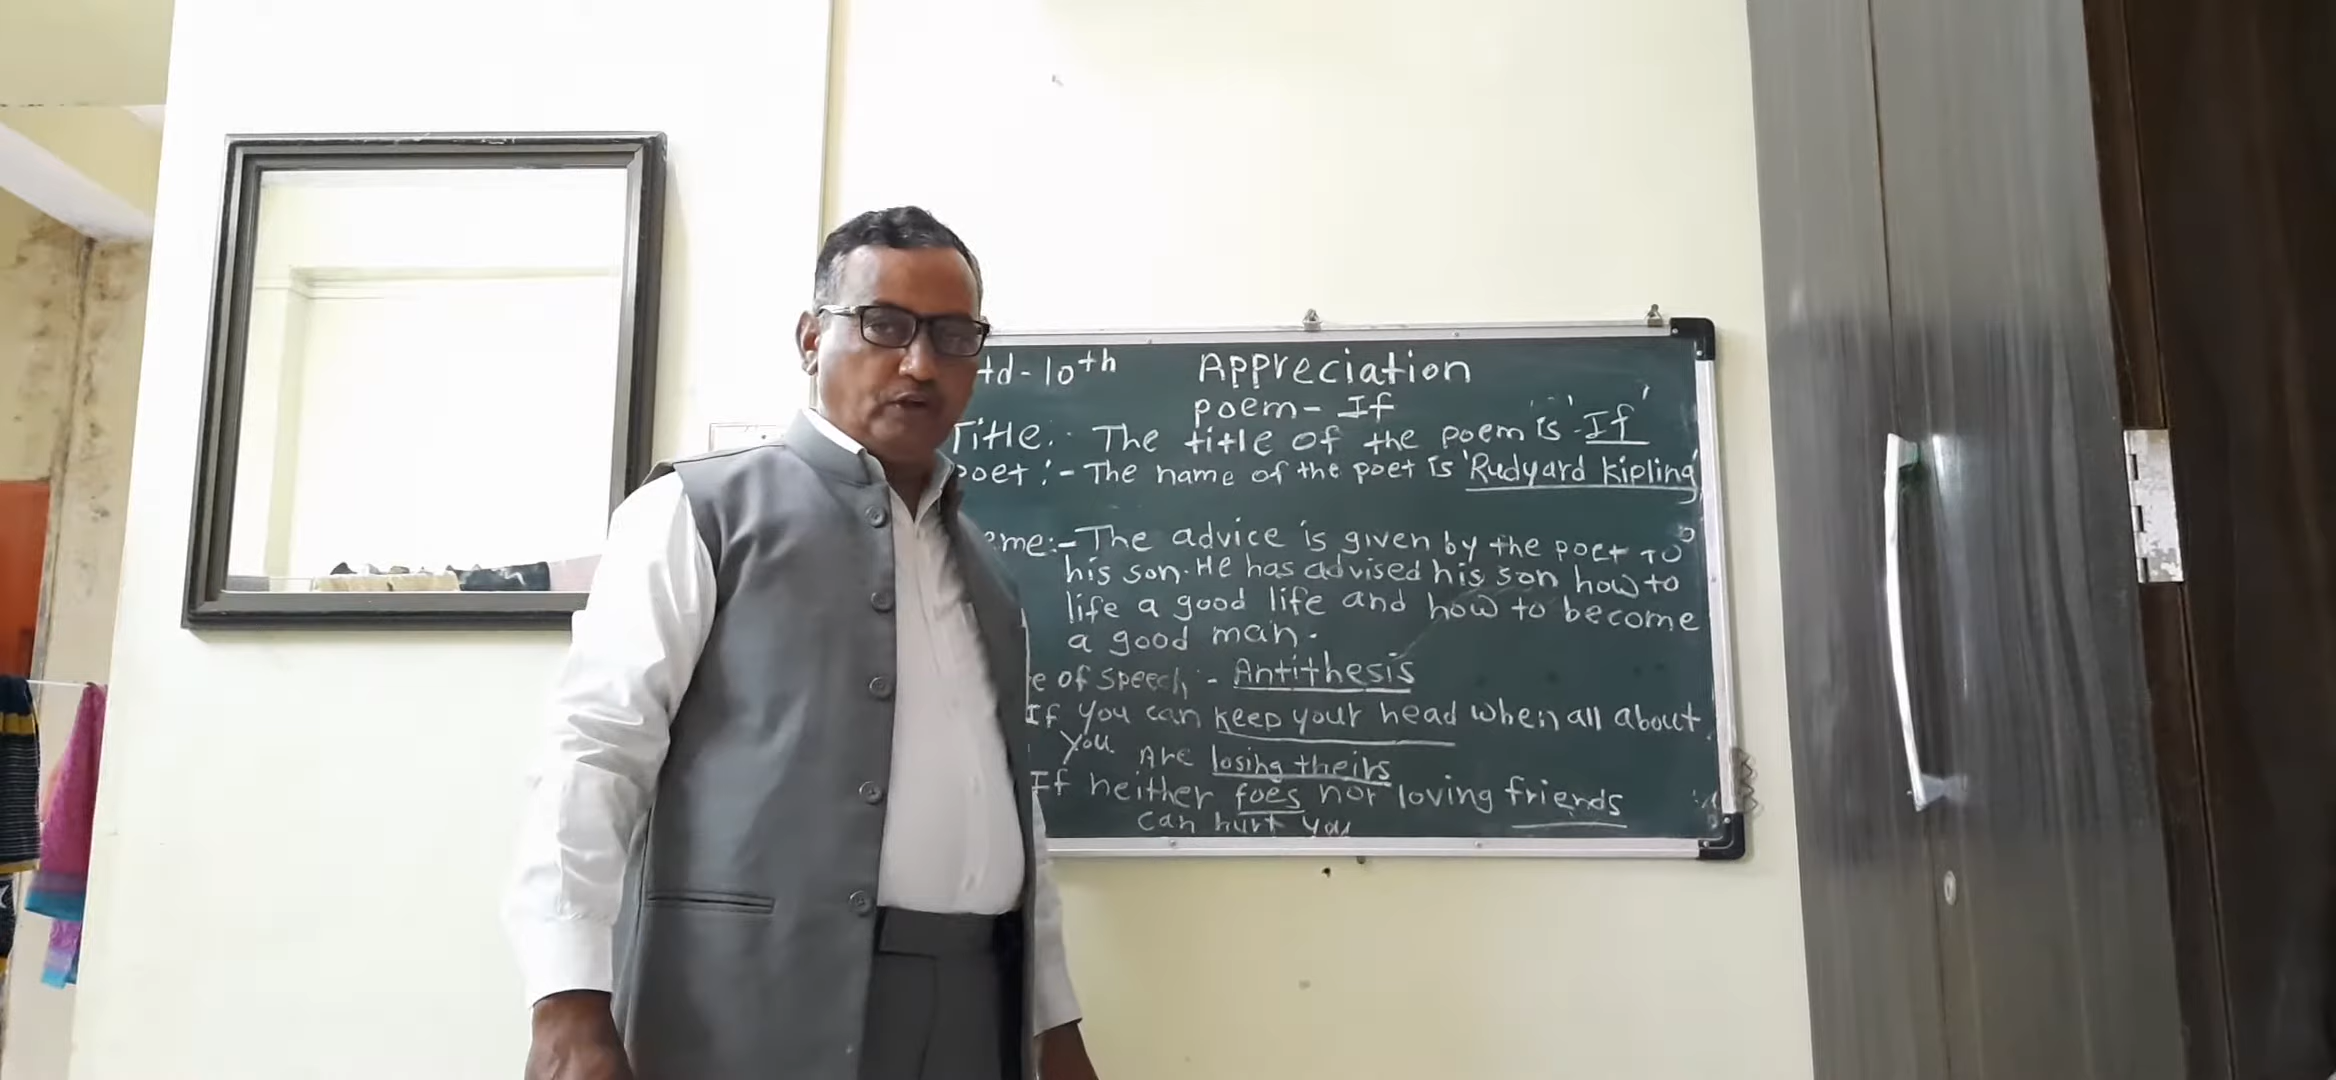 td-10th Appreciation
poem- If
Title:- The title of the poem is 'If'
poet:- The name of the poet is 'Rudyard Kipling'
eme:- The advice is given by the poet to
his son. He has advised his son how to
life a good life and how to become
a good man.
e of speech - Antithesis
If you can keep your head when all about
you Are losing theirs
If neither foes nor loving friends
can hurt you